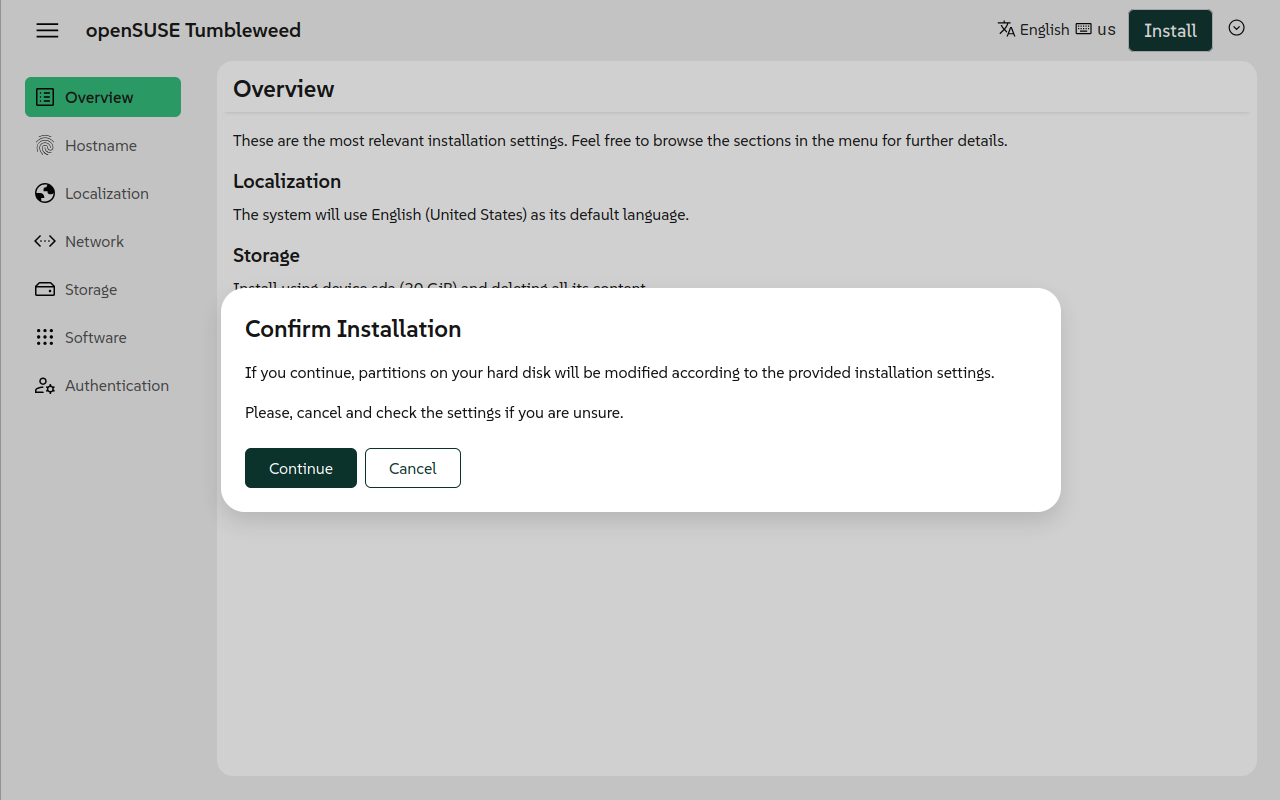 openSUSE Tumbleweed
English us
Install
Overview
Hostname
Localization
Network
Storage
Software
Authentication
Overview
These are the most relevant installation settings. Feel free to browse the sections in the menu for further details.
Localization
The system will use English (United States) as its default language.
Storage
Install using device sda (20 GiB) and deleting all its content
Confirm Installation
If you continue, partitions on your hard disk will be modified according to the provided installation settings.
Please, cancel and check the settings if you are unsure.
Continue
Cancel